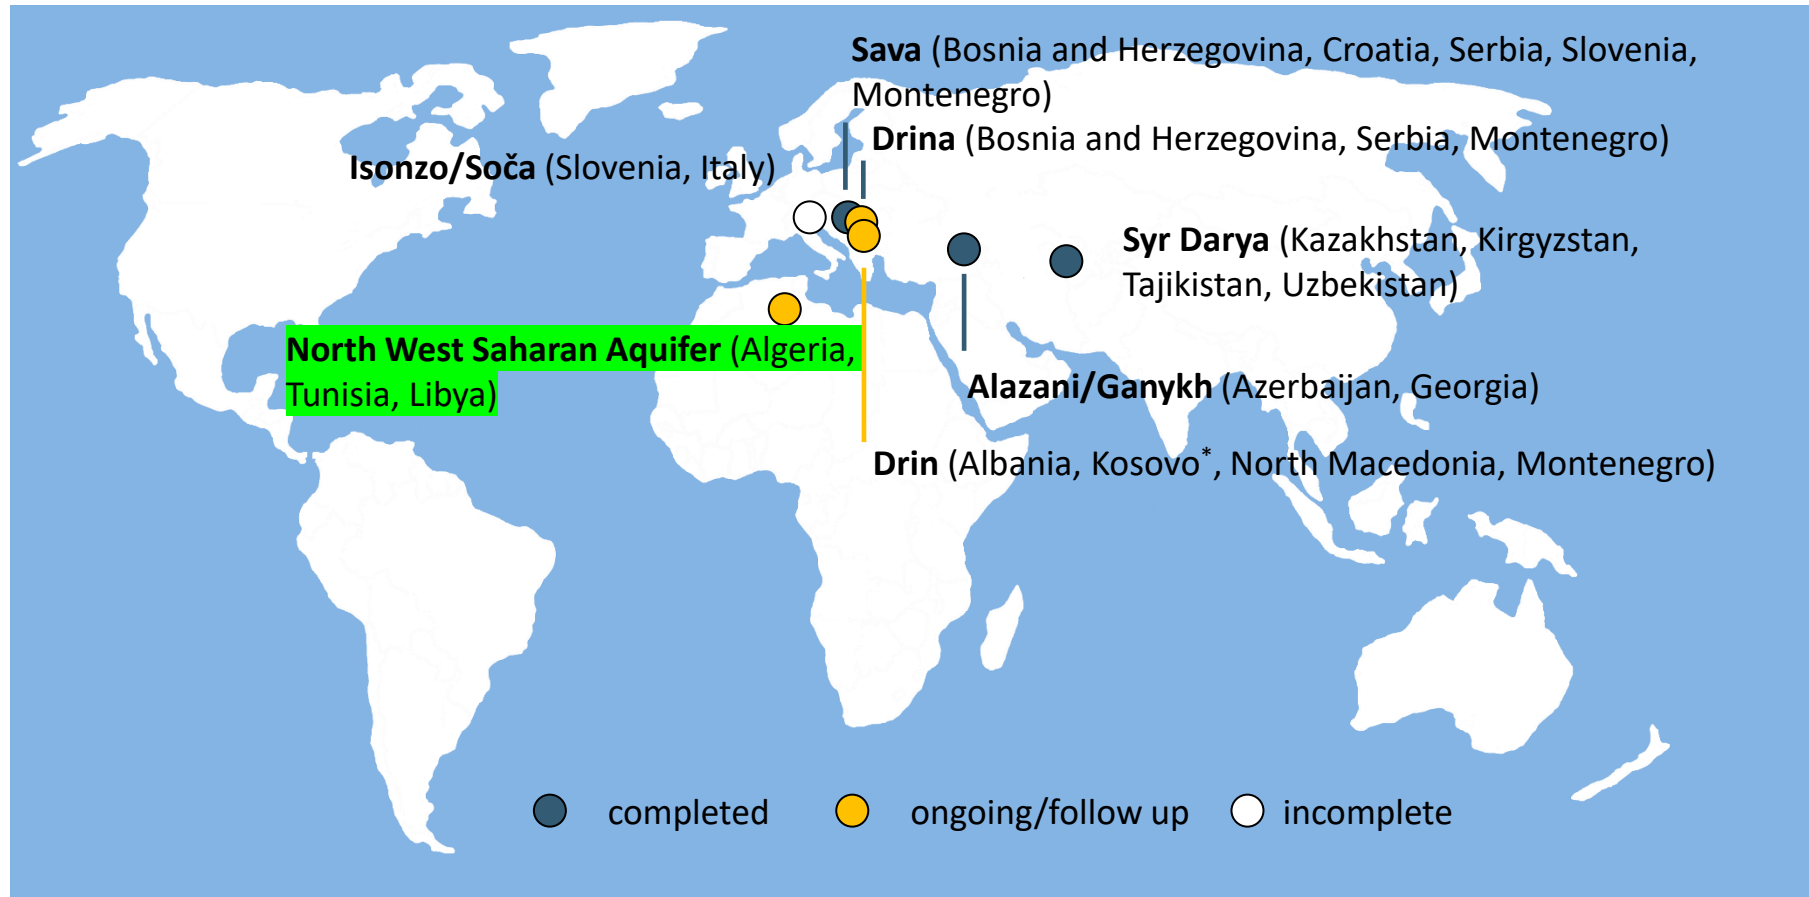 Sava (Bosnia and Herzegovina, Croatia, Serbia, Slovenia,
Montenegro)
Drina (Bosnia and Herzegovina, Serbia, Montenegro)
Isonzo/Soča (Slovenia, Italy)
Syr Darya (Kazakhstan, Kirgyzstan,
Tajikistan, Uzbekistan)
North West Saharan Aquifer (Algeria,
Tunisia, Libya)
Alazani/Ganykh (Azerbaijan, Georgia)
Drin (Albania, Kosovo*, North Macedonia, Montenegro)
completed
ongoing/follow up
incomplete